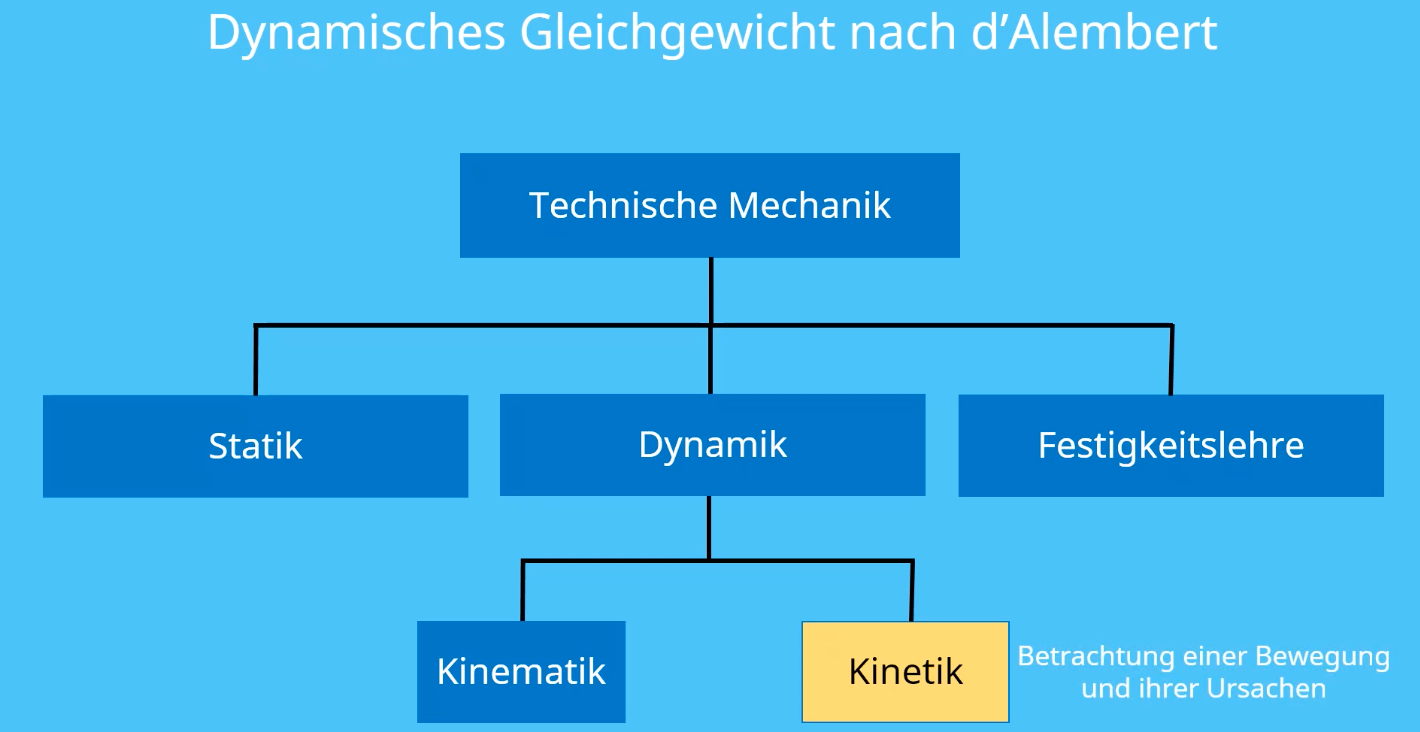 Dynamisches Gleichgewicht nach d’Alembert
Technische Mechanik
Statik
Dynamik
Festigkeitslehre
Kinematik
Kinetik
Betrachtung einer Bewegung
und ihrer Ursachen